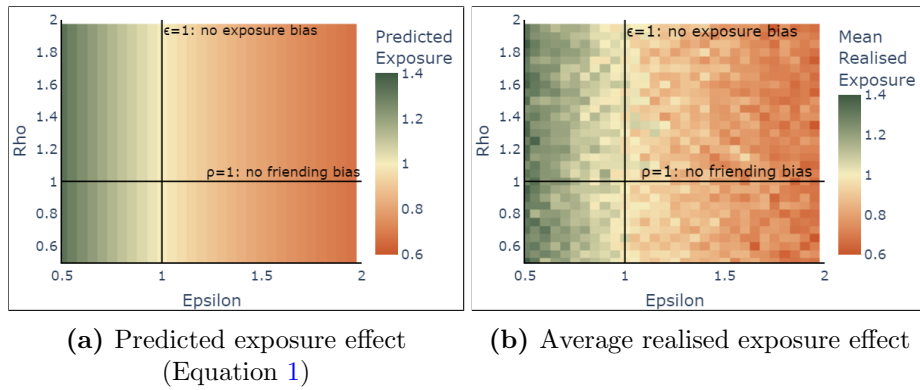 2
1.8
1.6
1.4
1.2
1
0.8
0.6
Rho
ϵ=1: no exposure bias
ρ=1: no friending bias
0.5
1
1.5
2
Epsilon
Predicted
Exposure
1.4
1.2
1
0.8
0.6
2
1.8
1.6
1.4
1.2
1
0.8
0.6
Rho
ϵ=1: no exposure bias
ρ=1: no friending bias
0.5
1
1.5
2
Epsilon
Mean
Realised
Exposure
1.4
1.2
1
0.8
0.6
(a) Predicted exposure effect
(Equation 1)
(b) Average realised exposure effect